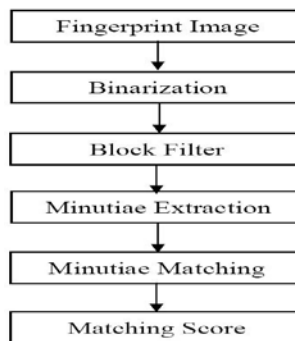 Fingerprint Image
Binarization
Block Filter
Minutiae Extraction
Minutiae Matching
Matching Score